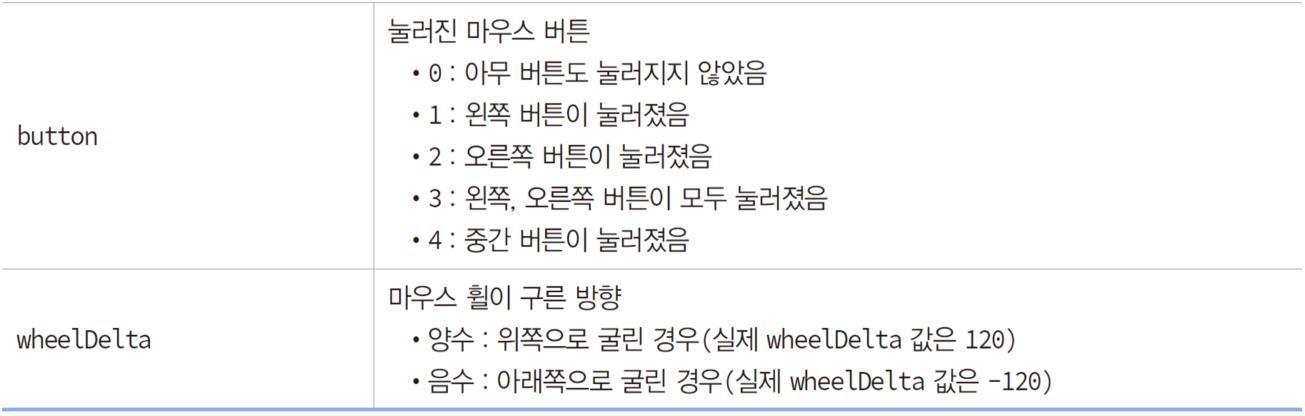 button
눌러진 마우스 버튼
• 0 : 아무 버튼도 눌러지지 않았음
• 1 : 왼쪽 버튼이 눌러졌음
• 2 : 오른쪽 버튼이 눌러졌음
• 3 : 왼쪽, 오른쪽 버튼이 모두 눌러졌음
• 4 : 중간 버튼이 눌러졌음
wheelDelta
마우스 휠이 구른 방향
• 양수 : 위쪽으로 굴린 경우(실제 wheelDelta 값은 120)
• 음수 : 아래쪽으로 굴린 경우(실제 wheelDelta 값은 -120)